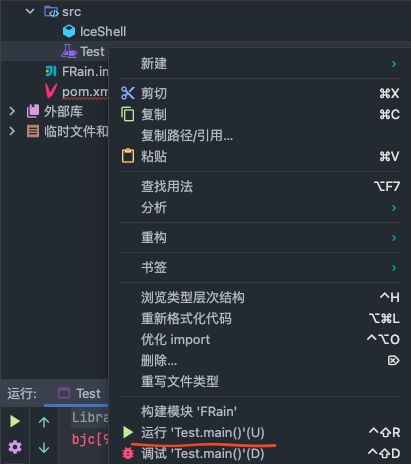 src
IceShell
Test
FRain.im
pom.xm
外部库
临时文件和
新建
剪切 ⌘X
复制 ⌘C
复制路径/引用...
粘贴 ⌘V
查找用法 ⌥F7
分析
重构
书签
浏览类型层次结构 ^H
重新格式化代码 ⌥⌘L
优化 import ^⌥O
删除... ⌦
重写文件类型
构建模块 'FRain'
运行 'Test.main()'(U) ^⇧R
调试 'Test.main()'(D) ^⇧D
运行: Test
Libra
bjc[9